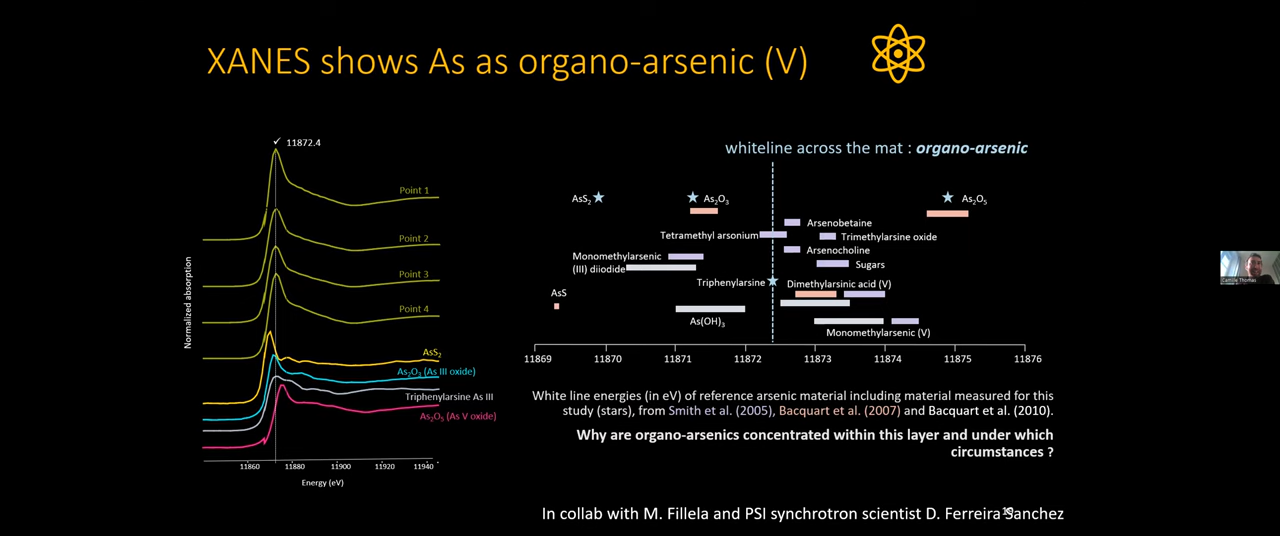 XANES shows As as organo-arsenic (V)
✓ 11872.4
Point 1
Point 2
Point 3
Point 4
AsS₂
As₂O₃ (As III oxide)
Triphenylarsine As III
As₂O₅ (As V oxide)
Normalized absorption
11860 11880 11900 11920 11940
Energy (eV)
whiteline across the mat : organo-arsenic
AsS₂
As₂O₃
As₂O₅
Arsenobetaine
Tetramethyl arsonium
Trimethylarsine oxide
Arsenocholine
Monomethylarsenic
(III) diiodide
Sugars
Triphenylarsine
Dimethylarsinic acid (V)
AsS
As(OH)₃
Monomethylarsenic (V)
11869 11870 11871 11872 11873 11874 11875 11876
White line energies (in eV) of reference arsenic material including material measured for this
study (stars), from Smith et al. (2005), Bacquart et al. (2007) and Bacquart et al. (2010).
Why are organo-arsenics concentrated within this layer and under which
circumstances ?
In collab with M. Fillela and PSI synchrotron scientist D. Ferreira Sanchez
Camille Thomas